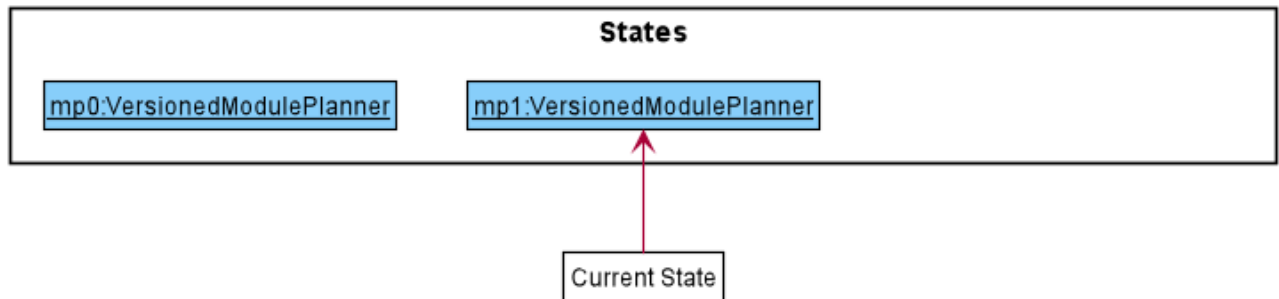 States
mp0:VersionedModulePlanner
mp1:VersionedModulePlanner
Current State